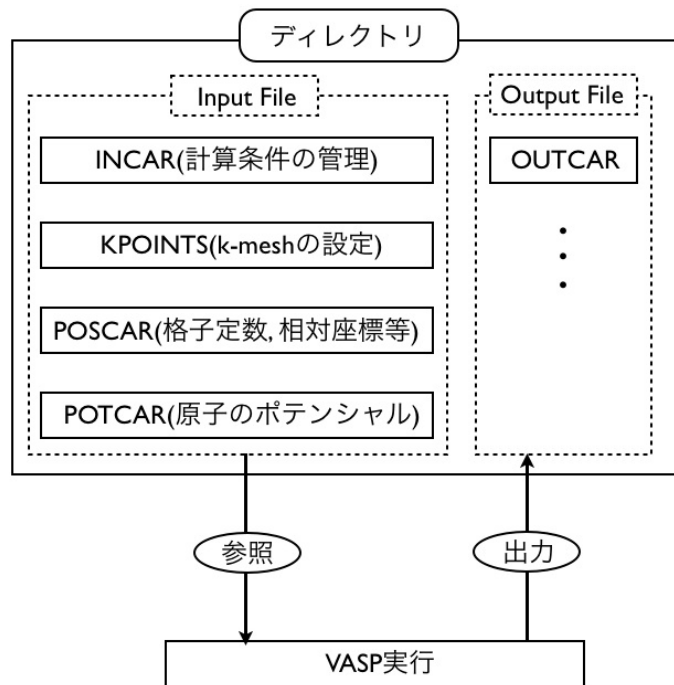 ディレクトリ
Input File
INCAR(計算条件の管理)
KPOINTS(k-meshの設定)
POSCAR(格子定数, 相対座標等)
POTCAR(原子のポテンシャル)
Output File
OUTCAR
参照
出力
VASP実行